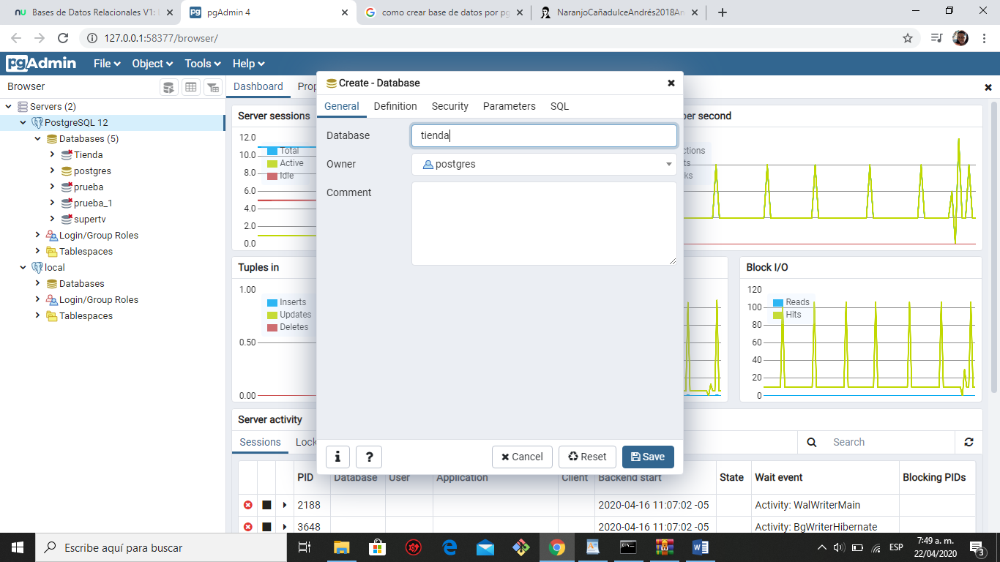 Bases de Datos Relacionales V1:
pgAdmin 4
como crear base de datos por pg
NaranjoCañadulceAndrés2018An
127.0.0.1:58377/browser/
pgAdmin File Object Tools Help
Browser
Dashboard
Servers (2)
PostgreSQL 12
Databases (5)
Tienda
postgres
prueba
prueba_1
supertv
Login/Group Roles
Tablespaces
local
Databases
Login/Group Roles
Tablespaces
Server sessions
12.0
10.0
8.0
6.0
4.0
2.0
0.0
Total
Active
Idle
Create - Database
General Definition Security Parameters SQL
Database tienda
Owner postgres
Comment
i ? Cancel Reset Save
per second
Tuples in
1.00
0.50
0.00
Inserts
Updates
Deletes
Block I/O
120
100
80
60
40
20
0
Reads
Hits
Server activity
Sessions Lock
Search
PID Database User Application Client Backend start State Wait event Blocking PIDs
2188 2020-04-16 11:07:02 -05 Activity: WalWriterMain
3648 2020-04-16 11:07:02 -05 Activity: BgWriterHibernate
Escribe aquí para buscar
ESP
7:49 a. m.
22/04/2020
3